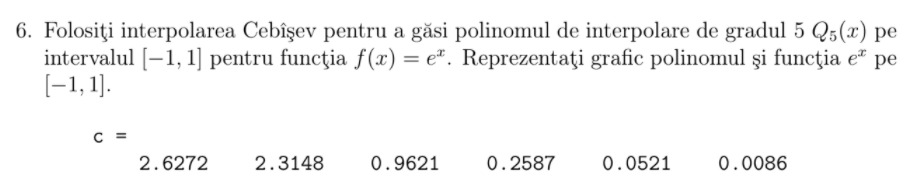 6. Folosiţi interpolarea Cebîşev pentru a găsi polinomul de interpolare de gradul 5 Q₅(x) pe
intervalul [−1, 1] pentru funcţia f(x) = eˣ. Reprezentaţi grafic polinomul şi funcţia eˣ pe
[−1, 1].
c =
2.6272 2.3148 0.9621 0.2587 0.0521 0.0086